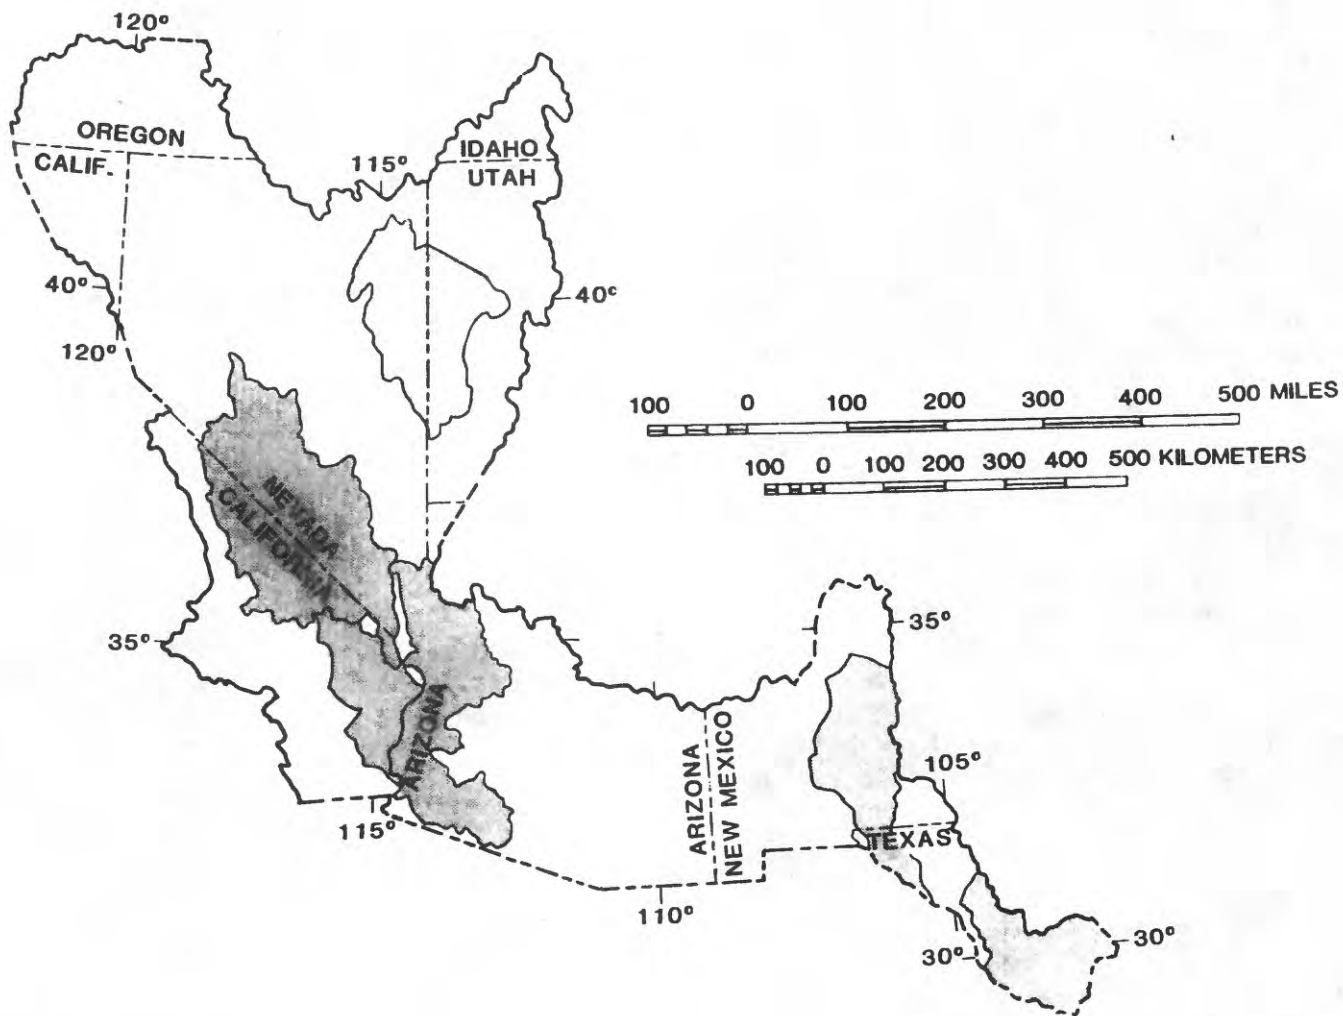 120°
OREGON
CALIF.
115°
IDAHO
UTAH
40°
40°
120°
100 0 100 200 300 400 500 MILES
100 0 100 200 300 400 500 KILOMETERS
NEVADA
CALIFORNIA
35°
35°
ARIZONA
ARIZONA
NEW MEXICO
105°
115°
TEXAS
110°
30°
30°